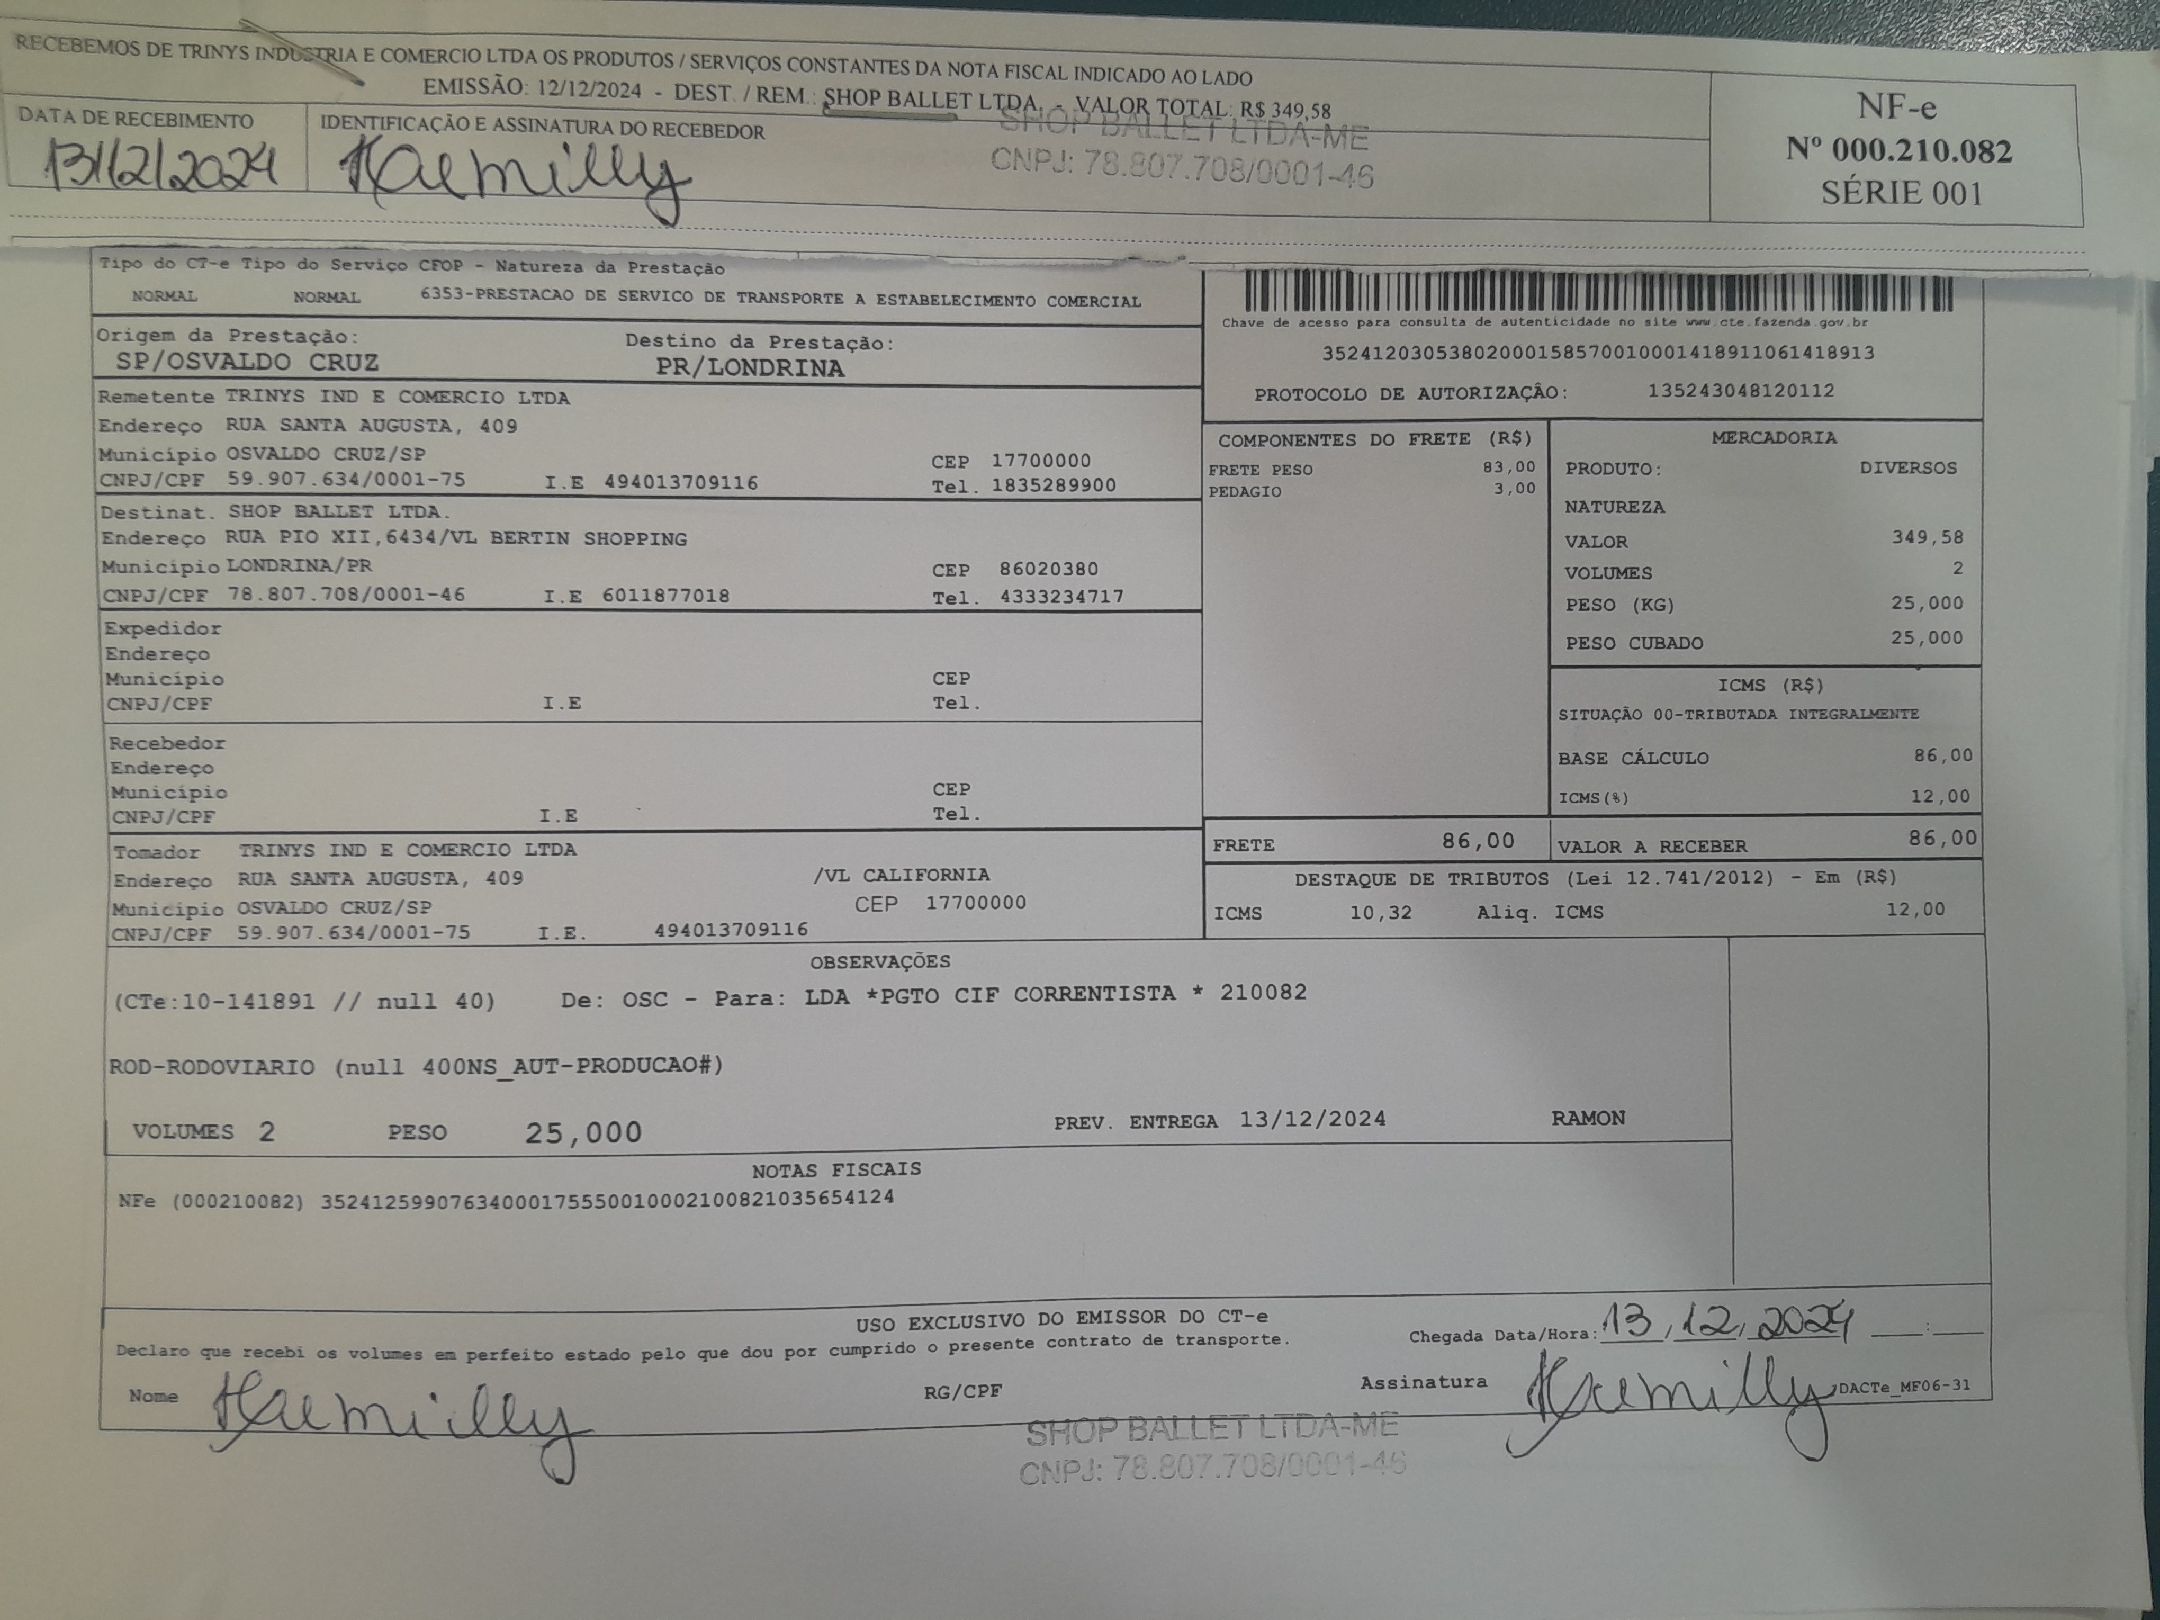 RECEBEMOS DE TRINYS INDUSTRIA E COMERCIO LTDA OS PRODUTOS / SERVIÇOS CONSTANTES DA NOTA FISCAL INDICADO AO LADO
EMISSÃO: 12/12/2024 - DEST. / REM.: SHOP BALLET LTDA. - VALOR TOTAL: R$ 349,58
DATA DE RECEBIMENTO
13/12/2024
IDENTIFICAÇÃO E ASSINATURA DO RECEBEDOR
Kaemilly
SHOP BALLET LTDA-ME
CNPJ: 78.807.708/0001-46
NF-e
Nº 000.210.082
SÉRIE 001
Tipo do CT-e Tipo do Serviço CFOP - Natureza da Prestação
NORMAL NORMAL 6353-PRESTACAO DE SERVICO DE TRANSPORTE A ESTABELECIMENTO COMERCIAL
Origem da Prestação: Destino da Prestação:
SP/OSVALDO CRUZ PR/LONDRINA
Chave de acesso para consulta de autenticidade no site www.cte.fazenda.gov.br
35241203053802000158570010001418911061418913
PROTOCOLO DE AUTORIZAÇÃO: 135243048120112
Remetente TRINYS IND E COMERCIO LTDA
Endereço RUA SANTA AUGUSTA, 409
Município OSVALDO CRUZ/SP CEP 17700000
CNPJ/CPF 59.907.634/0001-75 I.E 494013709116 Tel. 1835289900
Destinat. SHOP BALLET LTDA.
Endereço RUA PIO XII,6434/VL BERTIN SHOPPING
Município LONDRINA/PR CEP 86020380
CNPJ/CPF 78.807.708/0001-46 I.E 6011877018 Tel. 4333234717
Expedidor
Endereço
Município CEP
CNPJ/CPF I.E Tel.
Recebedor
Endereço
Município CEP
CNPJ/CPF I.E Tel.
Tomador TRINYS IND E COMERCIO LTDA
Endereço RUA SANTA AUGUSTA, 409 /VL CALIFORNIA
Município OSVALDO CRUZ/SP CEP 17700000
CNPJ/CPF 59.907.634/0001-75 I.E. 494013709116
COMPONENTES DO FRETE (R$)
FRETE PESO 83,00
PEDAGIO 3,00
MERCADORIA
PRODUTO: DIVERSOS
NATUREZA
VALOR 349,58
VOLUMES 2
PESO (KG) 25,000
PESO CUBADO 25,000
ICMS (R$)
SITUAÇÃO 00-TRIBUTADA INTEGRALMENTE
BASE CÁLCULO 86,00
ICMS(%) 12,00
FRETE 86,00 VALOR A RECEBER 86,00
DESTAQUE DE TRIBUTOS (Lei 12.741/2012) - Em (R$)
ICMS 10,32 Aliq. ICMS 12,00
OBSERVAÇÕES
(CTe:10-141891 // null 40) De: OSC - Para: LDA *PGTO CIF CORRENTISTA * 210082
ROD-RODOVIARIO (null 400NS_AUT-PRODUCAO#)
VOLUMES 2 PESO 25,000 PREV. ENTREGA 13/12/2024 RAMON
NOTAS FISCAIS
NFe (000210082) 35241259907634000175550010002100821035654124
USO EXCLUSIVO DO EMISSOR DO CT-e
Declaro que recebi os volumes em perfeito estado pelo que dou por cumprido o presente contrato de transporte.
Chegada Data/Hora: 13/12/2024 __:__
Nome Kaemilly RG/CPF Assinatura Kaemilly DACTe_MF06-31
SHOP BALLET LTDA-ME
CNPJ: 78.807.708/0001-46